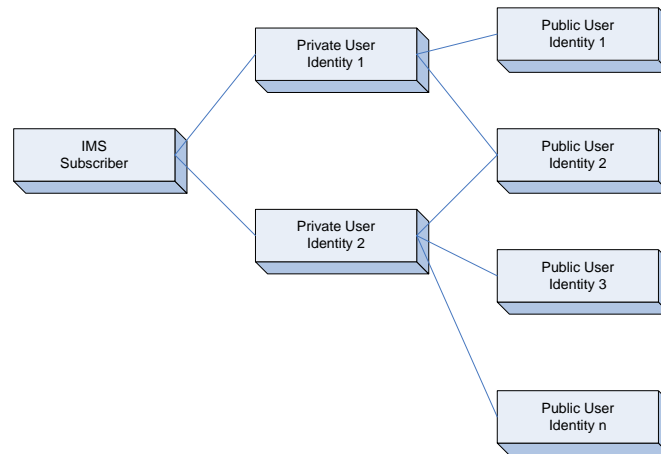 Public User
Identity 1
Private User
Identity 1
IMS
Subscriber
Public User
Identity 2
Private User
Identity 2
Public User
Identity 3
Public User
Identity n